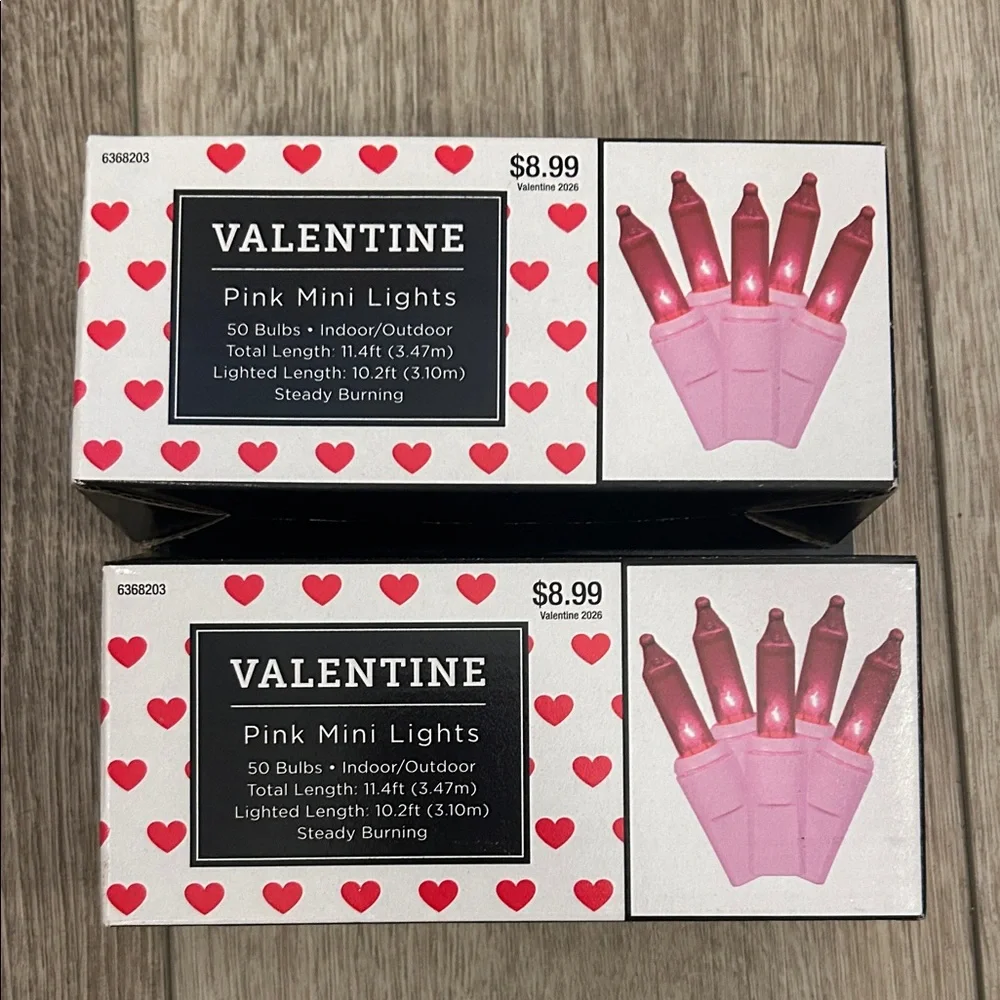 6368203
$8.99
Valentine 2026
VALENTINE
Pink Mini Lights
50 Bulbs • Indoor/Outdoor
Total Length: 11.4ft (3.47m)
Lighted Length: 10.2ft (3.10m)
Steady Burning
6368203
$8.99
Valentine 2026
VALENTINE
Pink Mini Lights
50 Bulbs • Indoor/Outdoor
Total Length: 11.4ft (3.47m)
Lighted Length: 10.2ft (3.10m)
Steady Burning